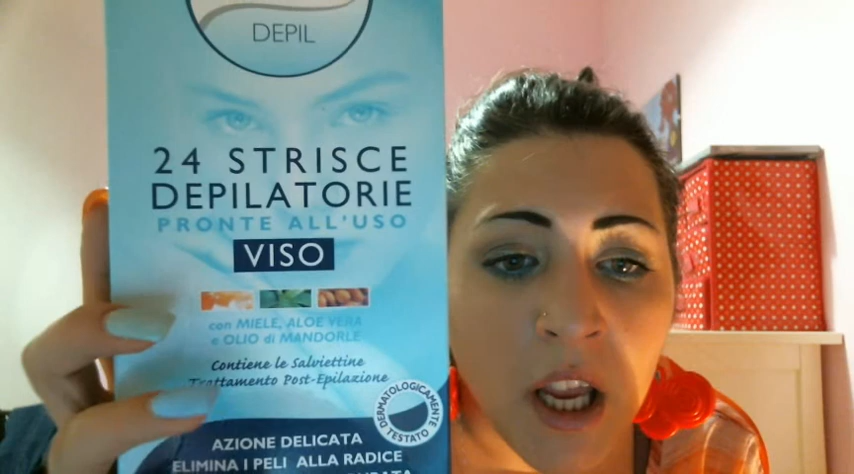 DEPIL
24 STRISCE
DEPILATORIE
PRONTE ALL'USO
VISO
con MIELE, ALOE VERA
e OLIO di MANDORLE
Contiene le Salviettine
Trattamento Post-Epilazione
DERMATOLOGICAMENTE
TESTATO
AZIONE DELICATA
ELIMINA I PELI ALLA RADICE